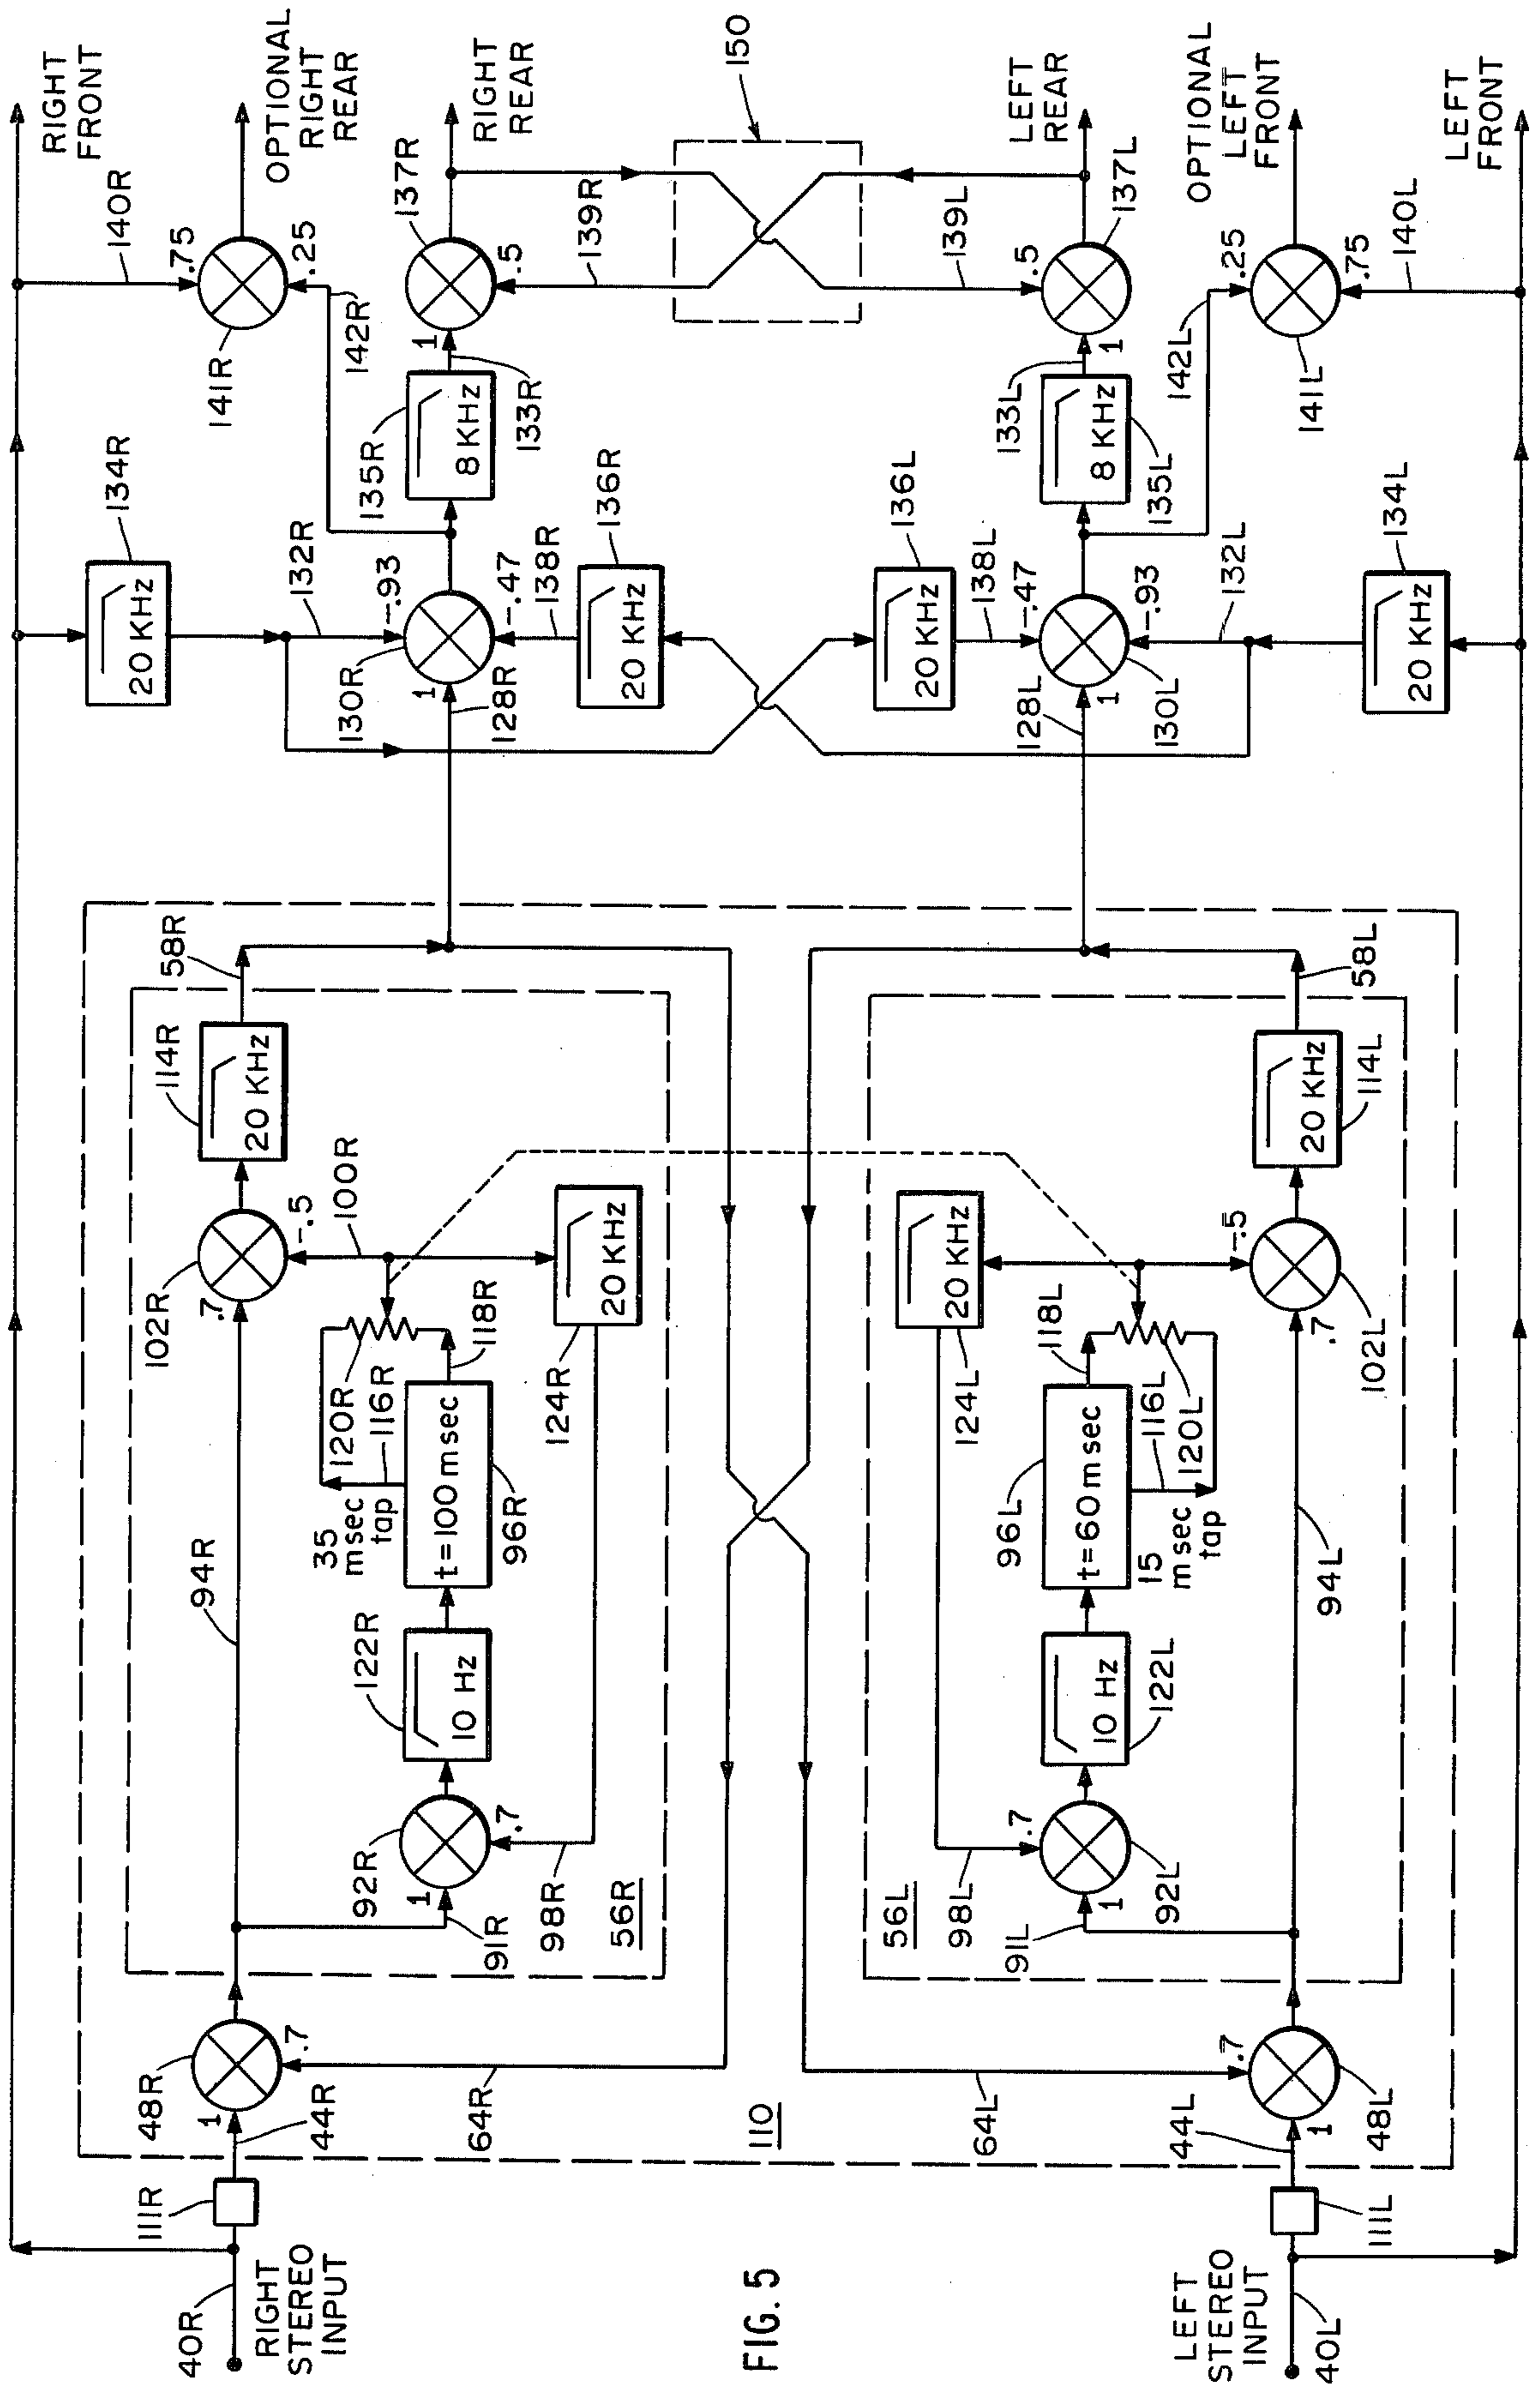 RIGHT
FRONT
OPTIONAL
RIGHT
REAR
RIGHT
REAR
150
LEFT
REAR
OPTIONAL
LEFT
FRONT
LEFT
FRONT
140R
.75
.25
141R
142R
137R
.5
139R
139L
.5
137L
142L
.25
.75
140L
141L
1
133R
135R
8 KHz
133L
1
8 KHz
135L
134R
20 KHz
132R
-.93
-.47
138R
136R
20 KHz
130R
1
128R
136L
20 KHz
138L
-.47
-.93
132L
134L
20 KHz
128L
1
130L
58R
114R
20 KHz
58L
20 KHz
114L
102R
.7
-.5
100R
20 KHz
124R
118R
120R
116R
35
msec
tap
t=100 msec
96R
20 KHz
124L
118L
-.5
.7
102L
96L
t=60 msec
116L
120L
15
msec
tap
94R
94L
122R
10 Hz
10 Hz
122L
92R
.7
1
91R
98R
56R
56L
98L
.7
1
92L
91L
48R
.7
1
44R
64R
110
64L
.7
44L
1
48L
111R
111L
40R
RIGHT
STEREO
INPUT
FIG. 5
LEFT
STEREO
INPUT
40L